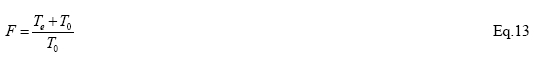 F = (T_e + T_0) / T_0 Eq.13